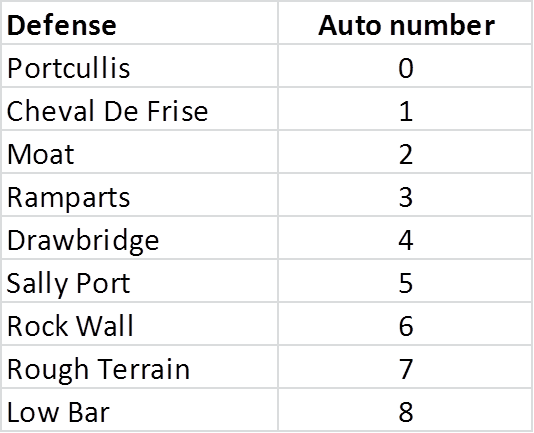 Defense Auto number
Portcullis 0
Cheval De Frise 1
Moat 2
Ramparts 3
Drawbridge 4
Sally Port 5
Rock Wall 6
Rough Terrain 7
Low Bar 8